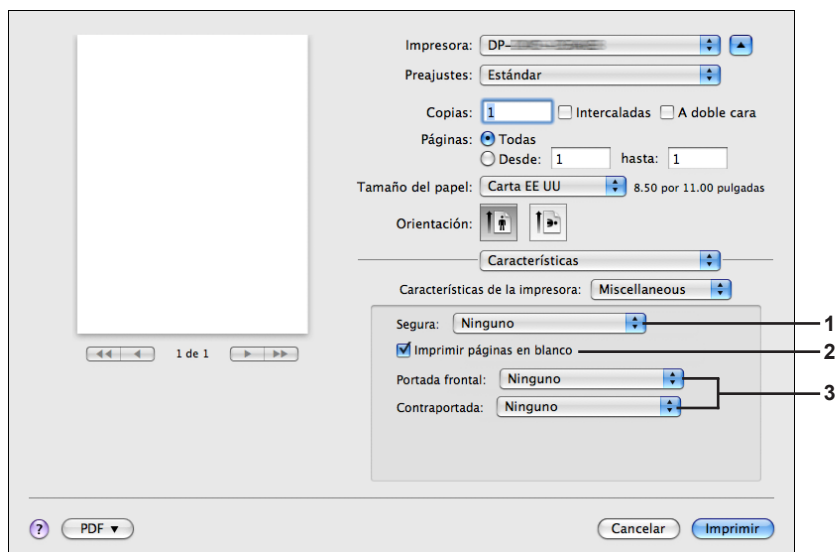 Impresora: DP-
Preajustes: Estándar
Copias: 1 Intercaladas A doble cara
Páginas: Todas
Desde: 1 hasta: 1
Tamaño del papel: Carta EE UU 8.50 por 11.00 pulgadas
Orientación:
Características
Características de la impresora: Miscellaneous
Segura: Ninguno 1
Imprimir páginas en blanco 2
Portada frontal: Ninguno
3
Contraportada: Ninguno
1 de 1
? PDF Cancelar Imprimir